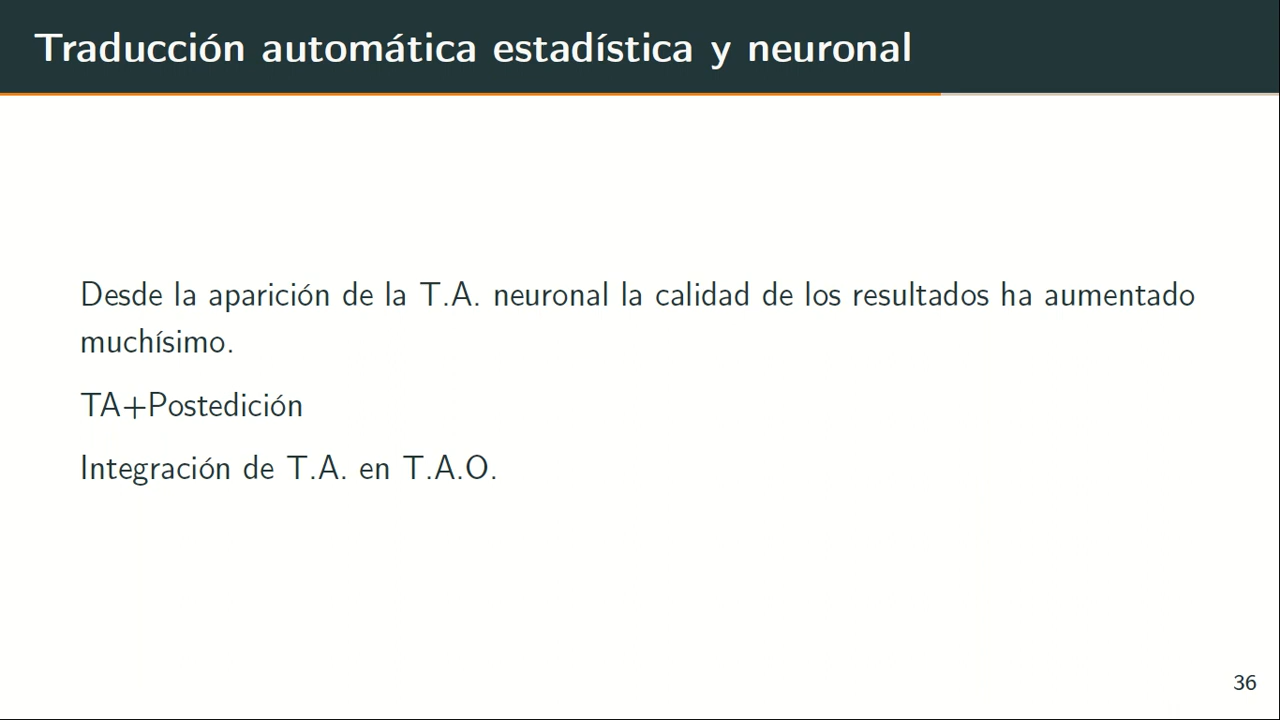 Traducción automática estadística y neuronal
Desde la aparición de la T.A. neuronal la calidad de los resultados ha aumentado
muchísimo.
TA+Postedición
Integración de T.A. en T.A.O.
36